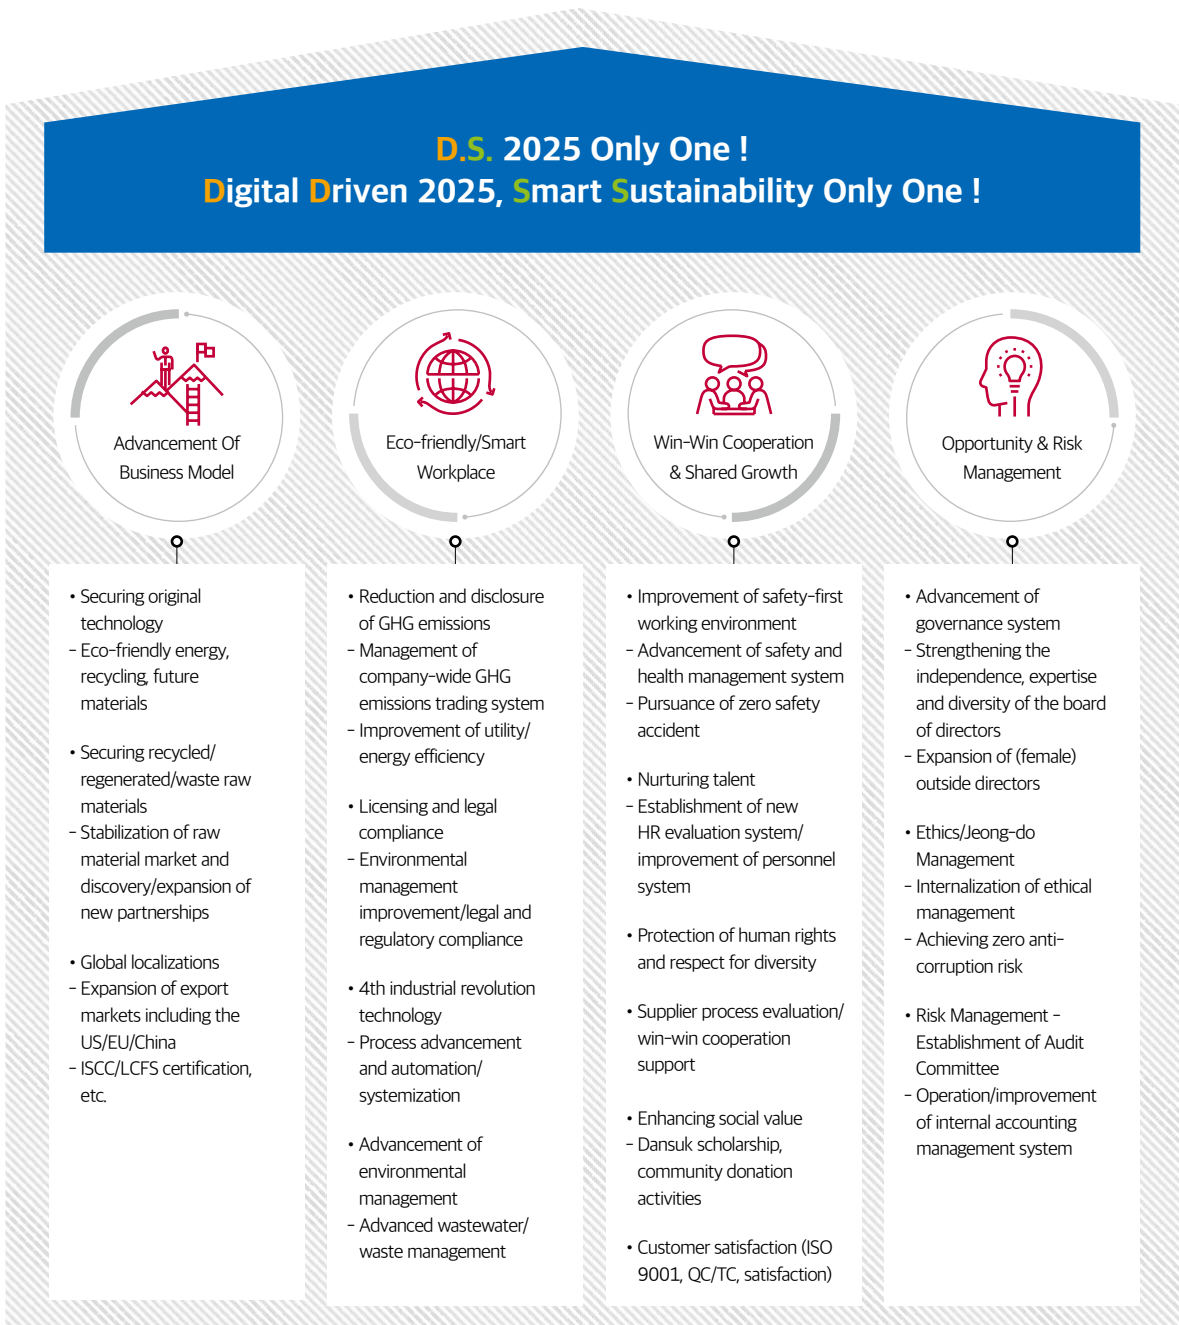 D.S. 2025 Only One !
Digital Driven 2025, Smart Sustainability Only One !
Advancement Of
Business Model
• Securing original
technology
- Eco-friendly energy,
recycling, future
materials
• Securing recycled/
regenerated/waste raw
materials
- Stabilization of raw
material market and
discovery/expansion of
new partnerships
• Global localizations
- Expansion of export
markets including the
US/EU/China
- ISCC/LCFS certification,
etc.
Eco-friendly/Smart
Workplace
• Reduction and disclosure
of GHG emissions
- Management of
company-wide GHG
emissions trading system
- Improvement of utility/
energy efficiency
• Licensing and legal
compliance
- Environmental
management
improvement/legal and
regulatory compliance
• 4th industrial revolution
technology
- Process advancement
and automation/
systemization
• Advancement of
environmental
management
- Advanced wastewater/
waste management
Win-Win Cooperation
& Shared Growth
• Improvement of safety-first
working environment
- Advancement of safety and
health management system
- Pursuance of zero safety
accident
• Nurturing talent
- Establishment of new
HR evaluation system/
improvement of personnel
system
• Protection of human rights
and respect for diversity
• Supplier process evaluation/
win-win cooperation
support
• Enhancing social value
- Dansuk scholarship,
community donation
activities
• Customer satisfaction (ISO
9001, QC/TC, satisfaction)
Opportunity & Risk
Management
• Advancement of
governance system
- Strengthening the
independence, expertise
and diversity of the board
of directors
- Expansion of (female)
outside directors
• Ethics/Jeong-do
Management
- Internalization of ethical
management
- Achieving zero anti-
corruption risk
• Risk Management -
Establishment of Audit
Committee
- Operation/improvement
of internal accounting
management system